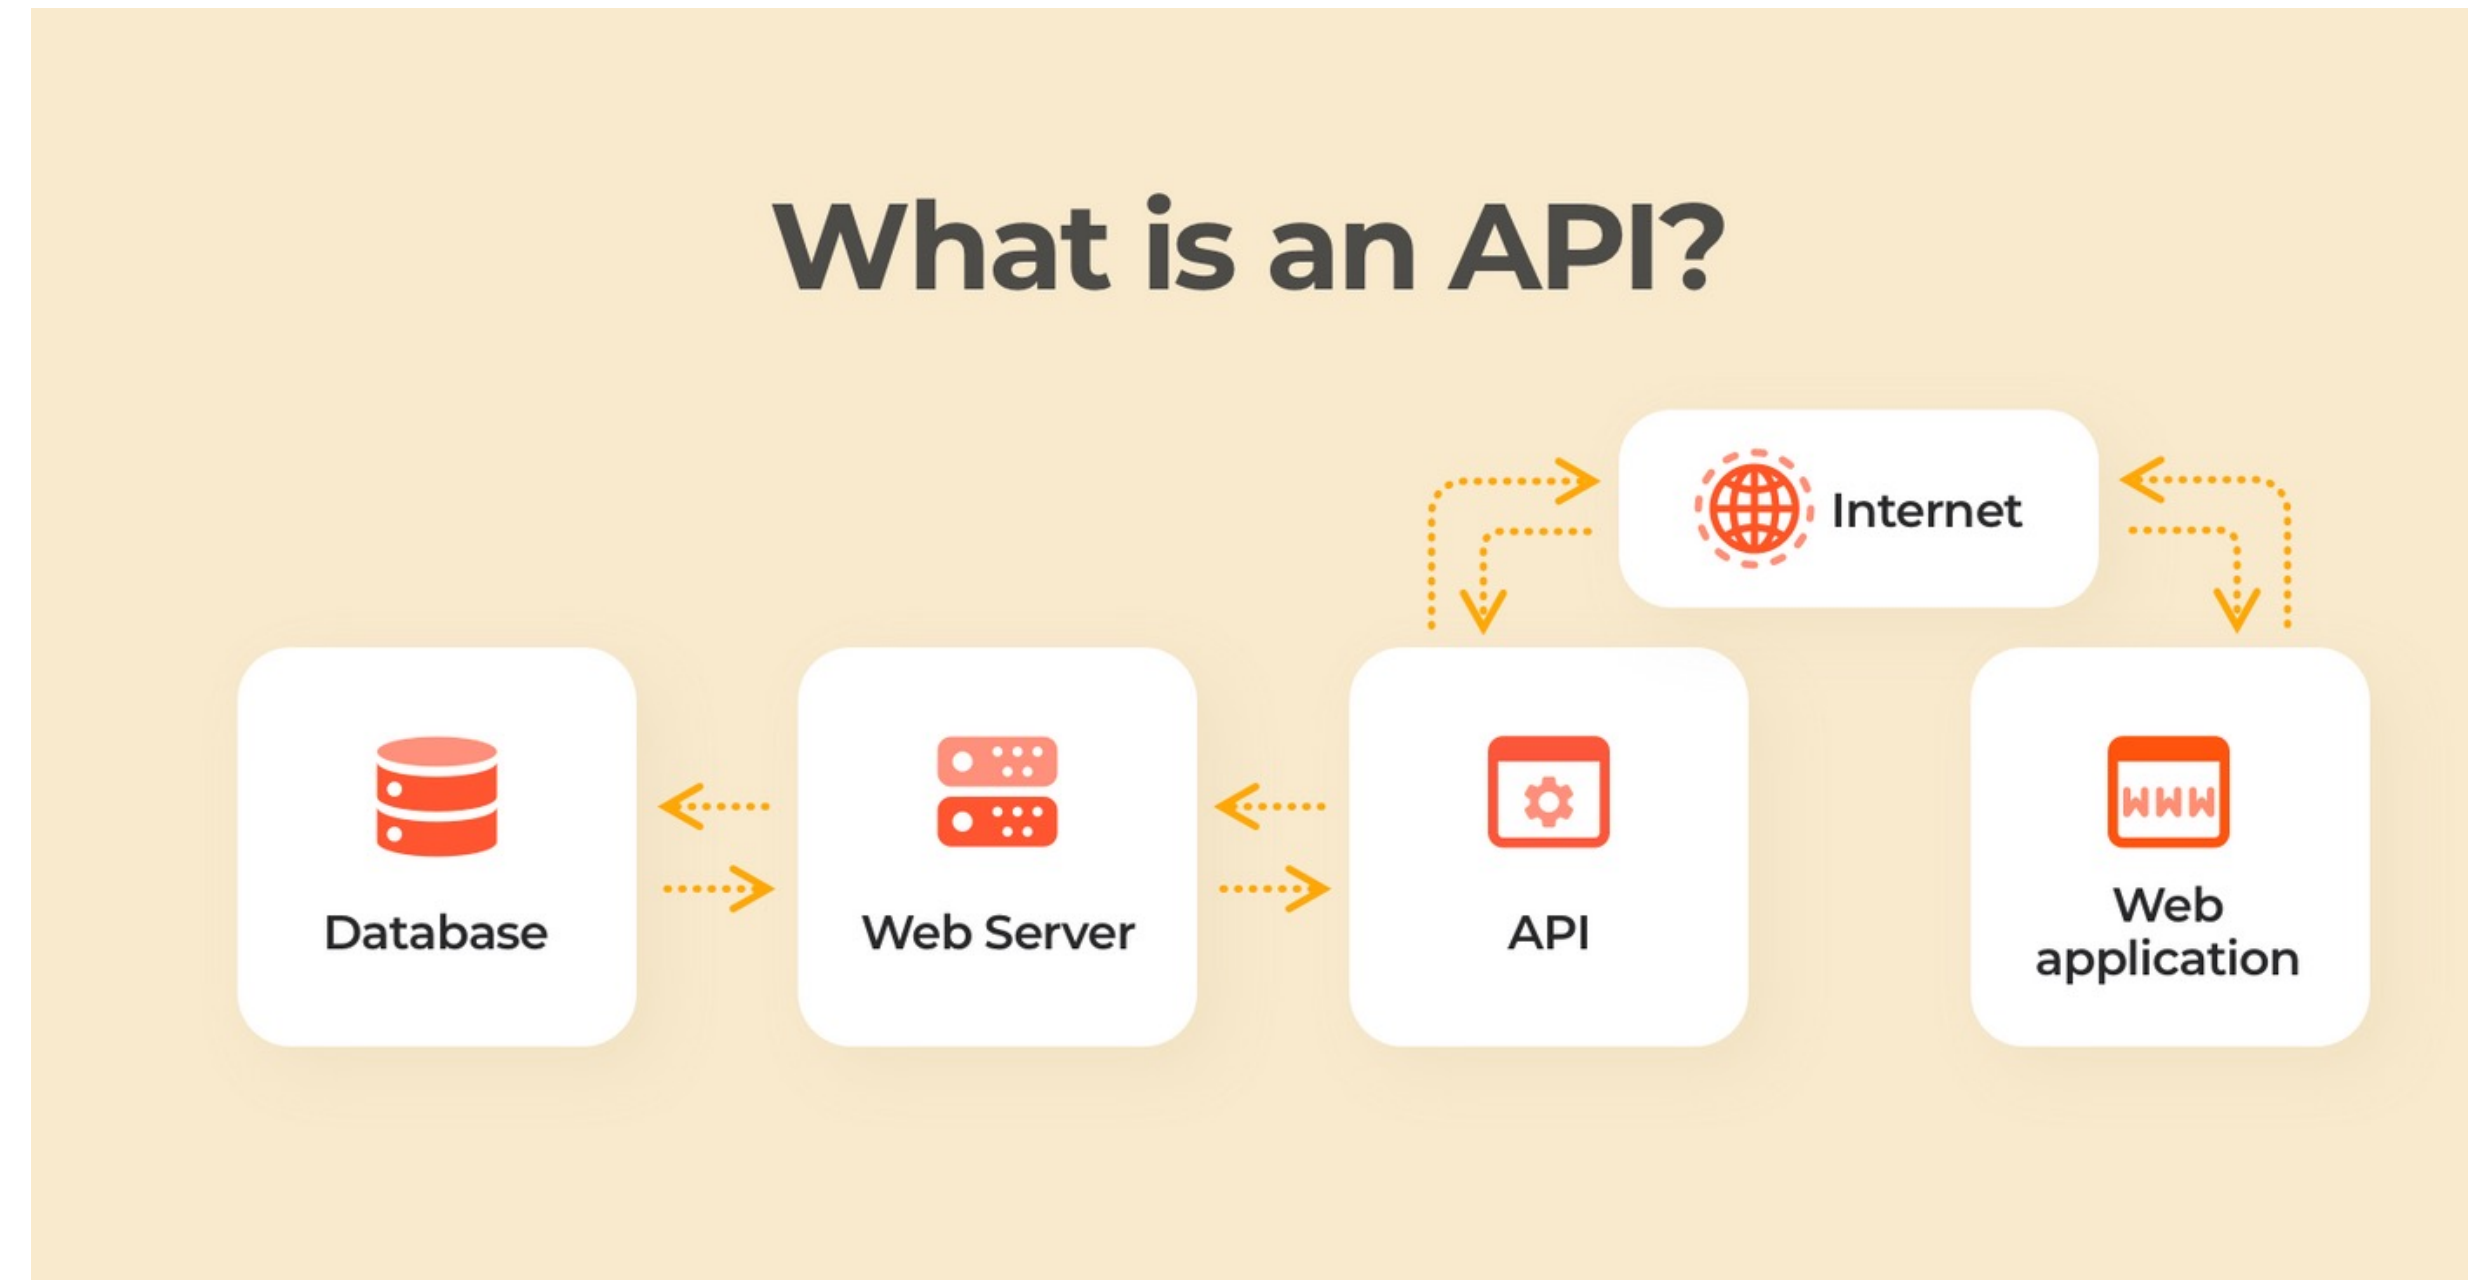 What is an API?
Internet
Database
Web Server
API
WWW
Web
application